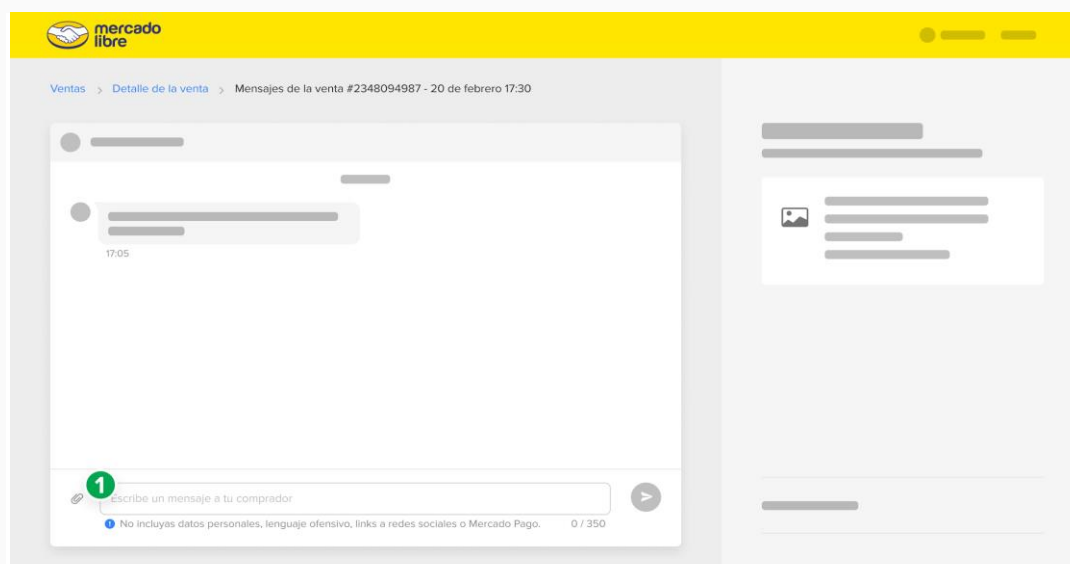 mercado
libre
Ventas > Detalle de la venta > Mensajes de la venta #2348094987 - 20 de febrero 17:30
17:05
1
Escribe un mensaje a tu comprador
No incluyas datos personales, lenguaje ofensivo, links a redes sociales o Mercado Pago. 0 / 350